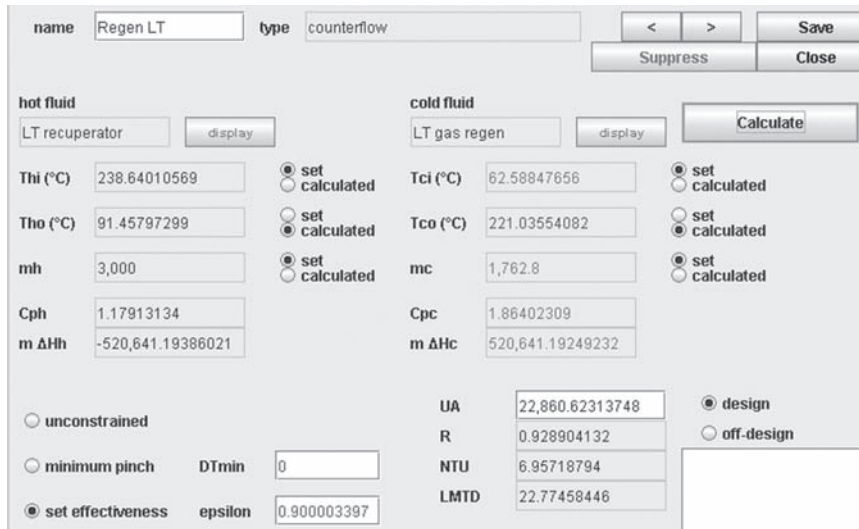 name Regen LT type counterflow < > Save
Suppress Close
hot fluid cold fluid
LT recuperator display LT gas regen display Calculate
Thi (°C) 238.64010569 set calculated Tci (°C) 62.58847656 set calculated
Tho (°C) 91.45797299 set calculated Tco (°C) 221.03554082 set calculated
mh 3,000 set calculated mc 1,762.8 set calculated
Cph 1.17913134 Cpc 1.86402309
m ΔHh -520,641.19386021 m ΔHc 520,641.19249232
UA 22,860.62313748 design
unconstrained
R 0.928904132 off-design
minimum pinch DTmin 0 NTU 6.95718794
LMTD 22.77458446
set effectiveness epsilon 0.900003397